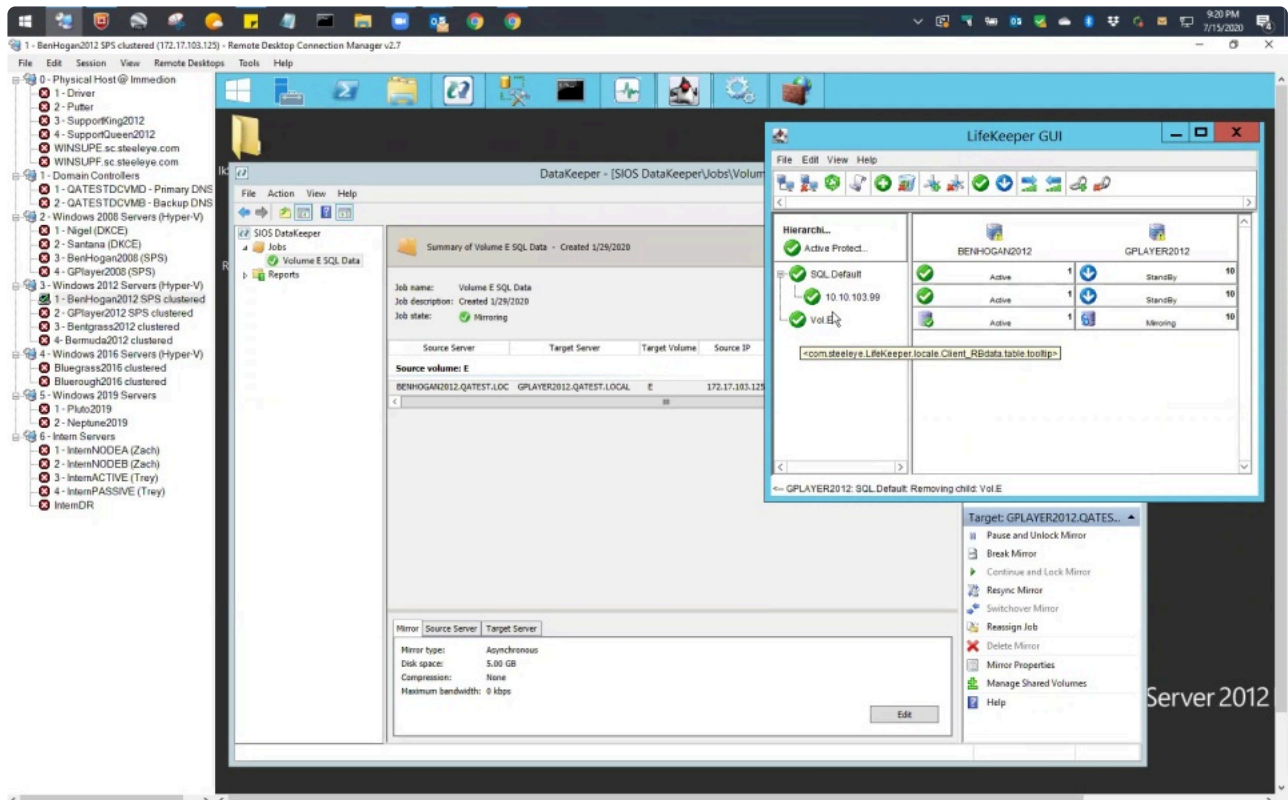 9:20 PM
7/15/2020
1 - BenHogan2012 SPS clustered (172.17.103.125) - Remote Desktop Connection Manager v2.7
File Edit Session View Remote Desktops Tools Help
0 - Physical Host@ Immedion
1 - Driver
2 - Putter
3 - SupportKing2012
4 - SupportQueen2012
WINSUPE.sc.steeleye.com
WINSUPF.sc.steeleye.com
1 - Domain Controllers
1 - QATESTDCVMD - Primary DNS
2 - QATESTDCVMB - Backup DNS
2 - Windows 2008 Servers (Hyper-V)
1 - Nigel (DKCE)
2 - Santana (DKCE)
3 - BenHogan2008 (SPS)
4 - GPlayer2008 (SPS)
3 - Windows 2012 Servers (Hyper-V)
1 - BenHogan2012 SPS clustered
2 - GPlayer2012 SPS clustered
3 - Bentgrass2012 clustered
4- Bermuda2012 clustered
4 - Windows 2016 Servers (Hyper-V)
Bluegrass2016 clustered
Bluerough2016 clustered
5 - Windows 2019 Servers
1 - Pluto2019
2 - Neptune2019
6 - Intern Servers
1 - InternNODEA (Zach)
2 - InternNODEB (Zach)
3 - InternACTIVE (Trey)
4 - InternPASSIVE (Trey)
InternDR
DataKeeper - [SIOS DataKeeper\Jobs\Volum
File Action View Help
SIOS DataKeeper
Jobs
Volume E SQL Data
Reports
Summary of Volume E SQL Data - Created 1/29/2020
Job name: Volume E SQL Data
Job description: Created 1/29/2020
Job state: Mirroring
Source Server Target Server Target Volume Source IP
Source volume: E
BENHOGAN2012.QATEST.LOC GPLAYER2012.QATEST.LOCAL E 172.17.103.125
Mirror Source Server Target Server
Mirror type: Asynchronous
Disk space: 5.00 GB
Compression: None
Maximum bandwidth: 0 kbps
Edit
LifeKeeper GUI
File Edit View Help
Hierarchi...
Active Protect...
BENHOGAN2012 GPLAYER2012
SQL.Default Active 1 StandBy 10
10.10.103.99 Active 1 StandBy 10
Vol.E Active 1 Mirroring 10
<com.steeleye.LifeKeeper.locale.Client_RBdata.table.tooltip>
<-- GPLAYER2012: SQL.Default: Removing child: Vol.E
Target: GPLAYER2012.QATES...
Pause and Unlock Mirror
Break Mirror
Continue and Lock Mirror
Resync Mirror
Switchover Mirror
Reassign Job
Delete Mirror
Mirror Properties
Manage Shared Volumes
Help
Server 2012